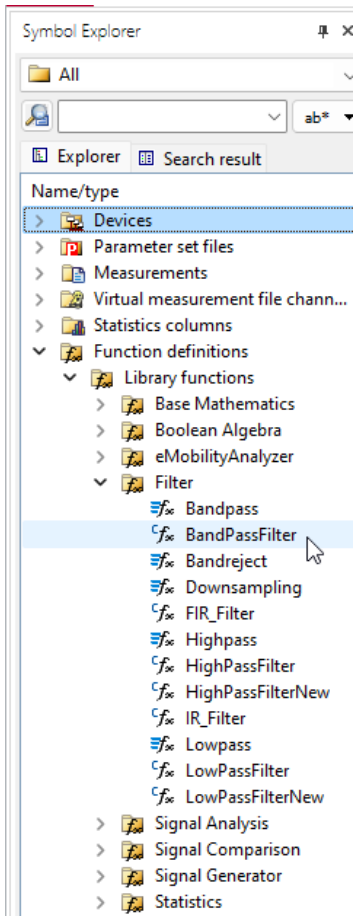 Symbol Explorer
All
ab*
Explorer
Search result
Name/type
Devices
Parameter set files
Measurements
Virtual measurement file chann...
Statistics columns
Function definitions
Library functions
Base Mathematics
Boolean Algebra
eMobilityAnalyzer
Filter
Bandpass
BandPassFilter
Bandreject
Downsampling
FIR_Filter
Highpass
HighPassFilter
HighPassFilterNew
IR_Filter
Lowpass
LowPassFilter
LowPassFilterNew
Signal Analysis
Signal Comparison
Signal Generator
Statistics